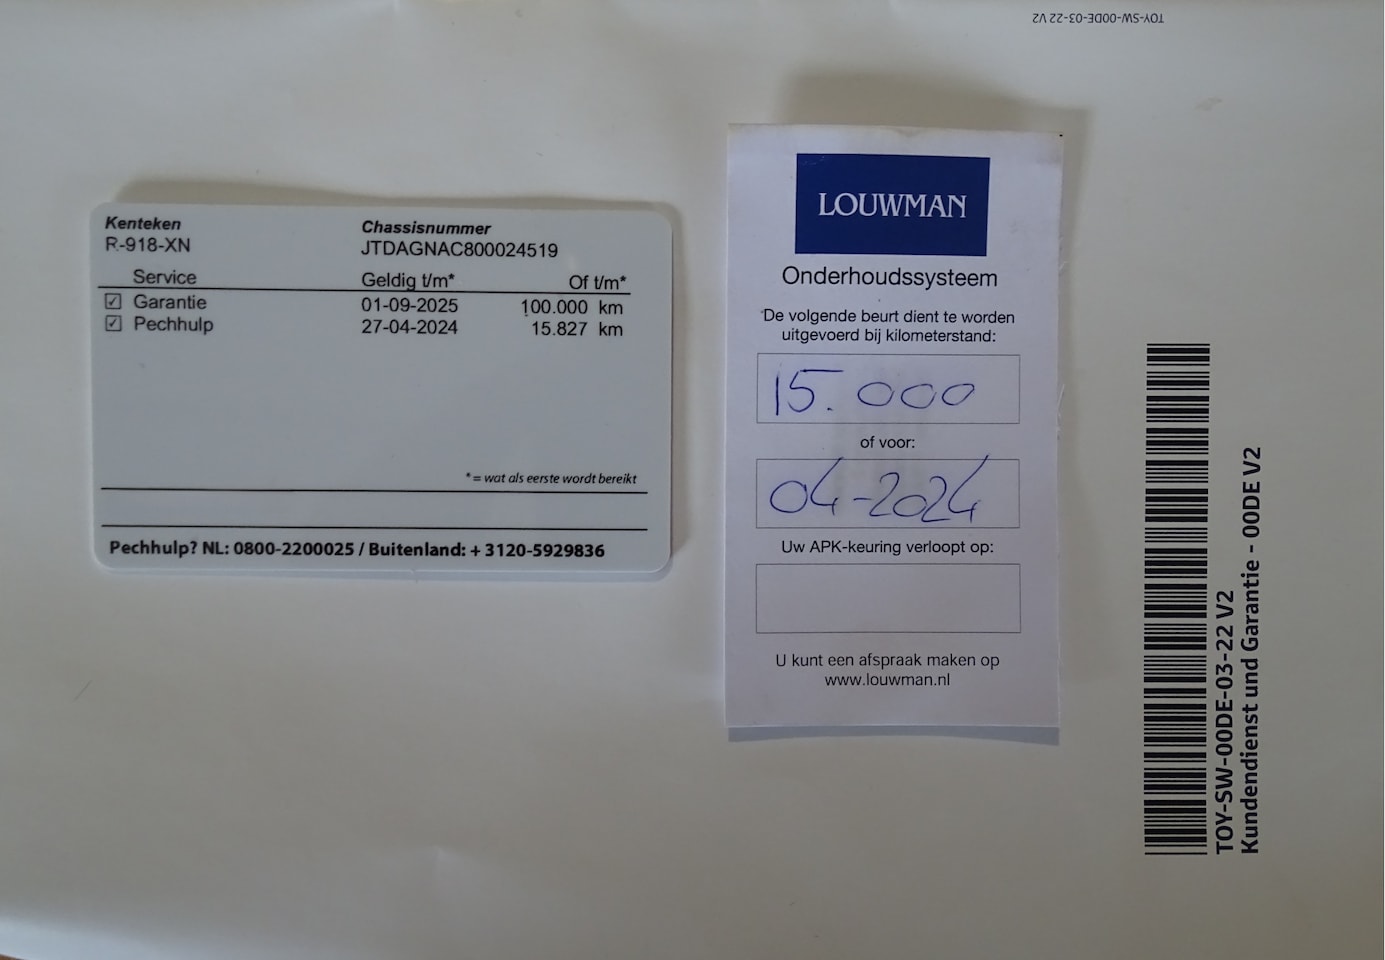 TOY-SW-00DE-03-22 V2
Kenteken Chassisnummer
R-918-XN JTDAGNAC800024519
Service Geldig t/m* Of t/m*
Garantie 01-09-2025 100.000 km
Pechhulp 27-04-2024 15.827 km
* = wat als eerste wordt bereikt
Pechhulp? NL: 0800-2200025 / Buitenland: + 3120-5929836
LOUWMAN
Onderhoudssysteem
De volgende beurt dient te worden
uitgevoerd bij kilometerstand:
15.000
of voor:
04-2024
Uw APK-keuring verloopt op:
U kunt een afspraak maken op
www.louwman.nl
TOY-SW-00DE-03-22 V2
Kundendienst und Garantie - 00DE V2